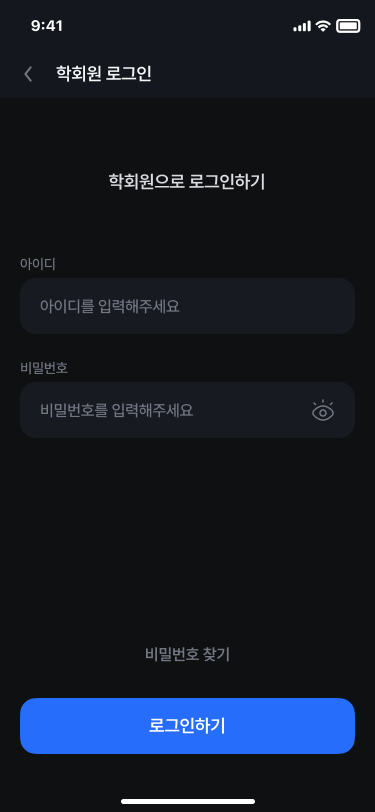 9:41
학회원 로그인
학회원으로 로그인하기
아이디
아이디를 입력해주세요
비밀번호
비밀번호를 입력해주세요
비밀번호 찾기
로그인하기